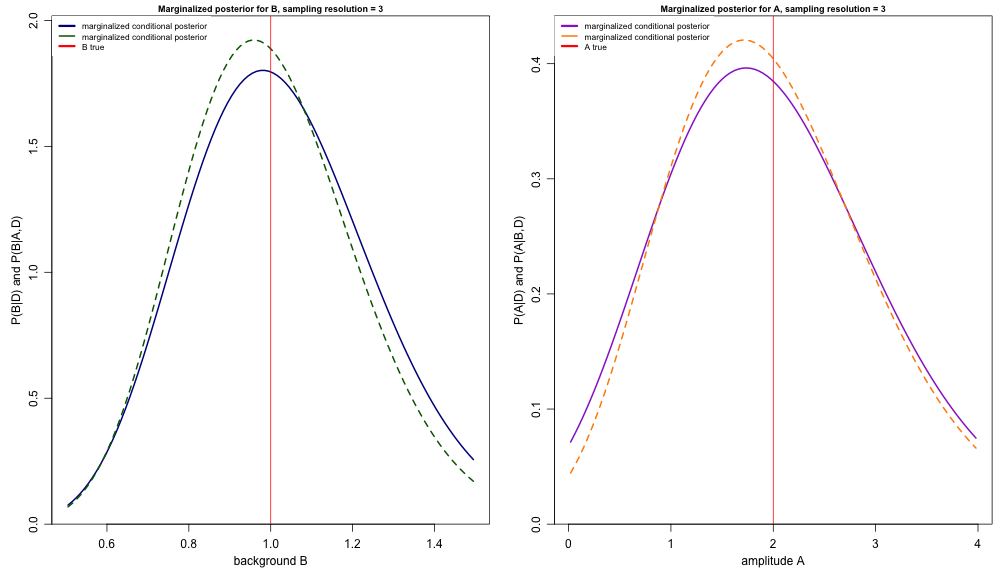 Marginalized posterior for B, sampling resolution = 3
marginalized conditional posterior
marginalized conditional posterior
B true
P(B|D) and P(B|A,D)
2.0
1.5
1.0
0.5
0.0
0.6 0.8 1.0 1.2 1.4
background B
Marginalized posterior for A, sampling resolution = 3
marginalized conditional posterior
marginalized conditional posterior
A true
P(A|D) and P(A|B,D)
0.4
0.3
0.2
0.1
0.0
0 1 2 3 4
amplitude A